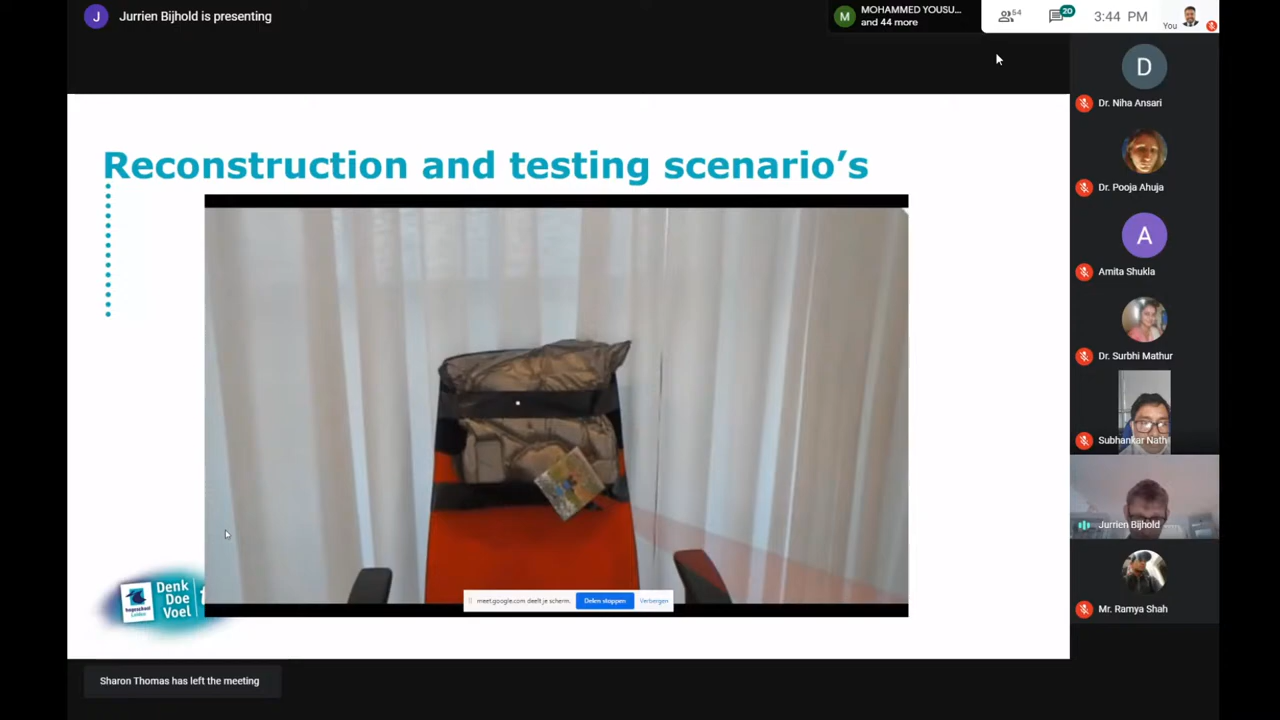 J
Jurrien Bijhold is presenting
M
MOHAMMED YOUSU...
and 44 more
54
20
3:44 PM
You
D
Dr. Niha Ansari
Dr. Pooja Ahuja
A
Amita Shukla
Dr. Surbhi Mathur
Subhankar Nath
Jurrien Bijhold
Mr. Ramya Shah
Reconstruction and testing scenario's
hogeschool
Leiden
Denk
Doe
Voel
meet.google.com deelt je scherm.
Delen stoppen
Verbergen
Sharon Thomas has left the meeting